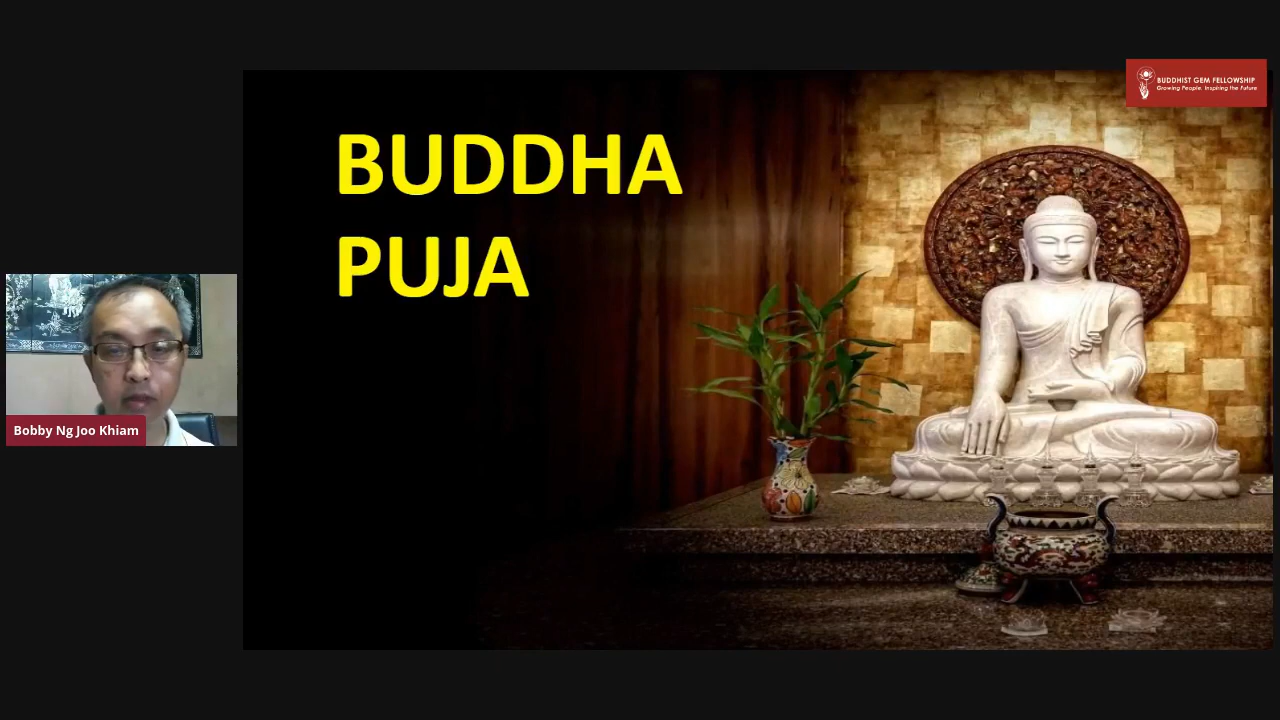 BUDDHA
PUJA
BUDDHIST GEM FELLOWSHIP
Growing People. Inspiring the Future
Bobby Ng Joo Khiam